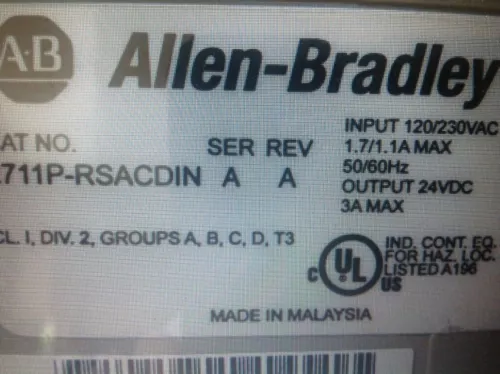 A·B Allen-Bradley
AT NO. SER REV
711P-RSACDIN A A
INPUT 120/230VAC
1.7/1.1A MAX
50/60Hz
OUTPUT 24VDC
3A MAX
CL. I, DIV. 2, GROUPS A, B, C, D, T3
c UL US
IND. CONT. EQ.
FOR HAZ. LOC.
LISTED A196
MADE IN MALAYSIA